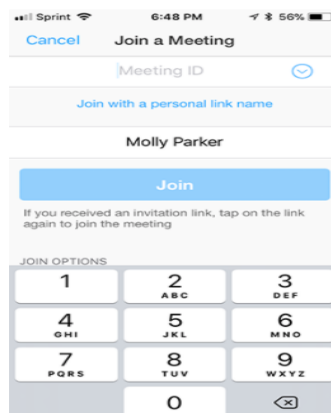 Sprint 6:48 PM 56%
Cancel Join a Meeting
Meeting ID
Join with a personal link name
Molly Parker
Join
If you received an invitation link, tap on the link
again to join the meeting
JOIN OPTIONS
1 2 3
ABC DEF
4 5 6
GHI JKL MNO
7 8 9
PQRS TUV WXYZ
0